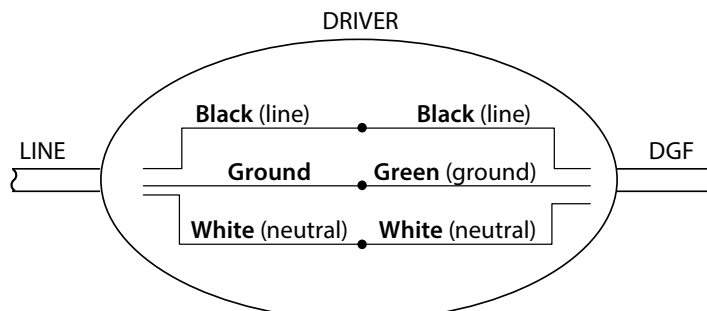 DRIVER
Black (line) Black (line)
LINE DGF
Ground Green (ground)
White (neutral) White (neutral)